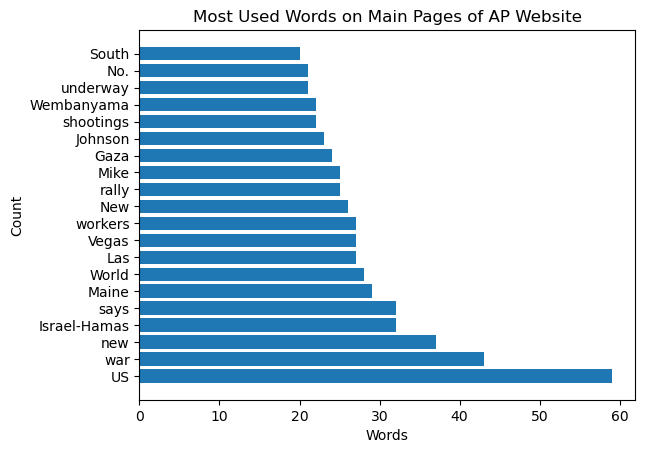 Most Used Words on Main Pages of AP Website
South
No.
underway
Wembanyama
shootings
Johnson
Gaza
Mike
rally
New
workers
Vegas
Las
World
Maine
says
Israel-Hamas
new
war
US
Count
0 10 20 30 40 50 60
Words